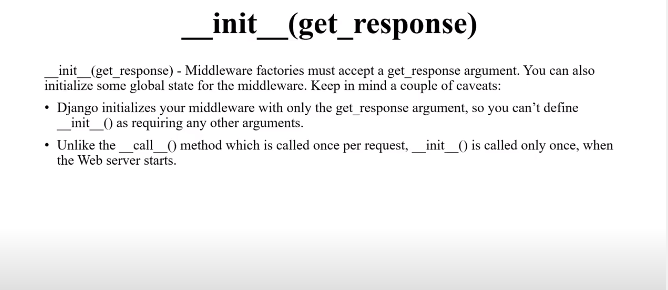 __init__(get_response)
__init__(get_response) - Middleware factories must accept a get_response argument. You can also
initialize some global state for the middleware. Keep in mind a couple of caveats:
• Django initializes your middleware with only the get_response argument, so you can’t define
__init__() as requiring any other arguments.
• Unlike the __call__() method which is called once per request, __init__() is called only once, when
the Web server starts.